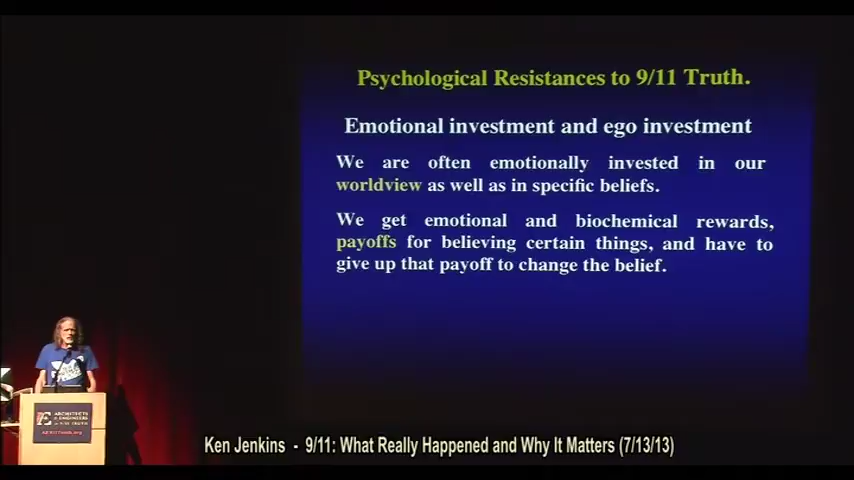 Psychological Resistances to 9/11 Truth.
Emotional investment and ego investment
We are often emotionally invested in our
worldview as well as in specific beliefs.
We get emotional and biochemical rewards,
payoffs for believing certain things, and have to
give up that payoff to change the belief.
ARCHITECTS
& ENGINEERS
Ken Jenkins - 9/11: What Really Happened and Why It Matters (7/13/13)